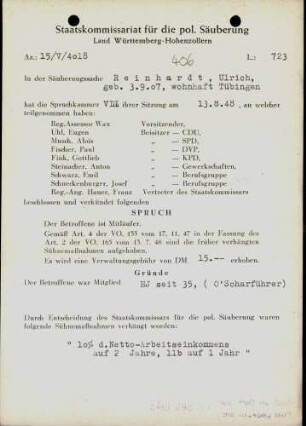 Staatskommissariat für die pol. Säuberung
Land Württemberg-Hohenzollern
Az.: 15/V/4018
406
L.: 723
In der Säuberungssache Reinhardt, Ulrich,
geb. 3.9.07, wohnhaft Tübingen
hat die Spruchkammer VIII ihrer Sitzung am 13.8.48, an welcher
teilgenommen haben:
Reg.Assessor Wax Vorsitzender,
Uhl, Eugen Beisitzer — CDU,
Munch, Alois „ — SPD,
Fischer, Paul „ — DVP,
Fink, Gottlieb „ — KPD,
Steinacher, Anton „ — Gewerkschaften,
Schwarz, Emil „ — Berufsgruppe
Schneckenburger, Josef „ — Berufsgruppe
Reg.-Ang. Hauer, Franz Vertreter des Staatskommissars
beschlossen und verkündet folgenden
SPRUCH
Der Betroffene ist Mitläufer.
Gemäß Art. 4 der VO. 133 vom 17. 11. 47 in der Fassung des
Art. 2 der VO. 165 vom 13. 7. 48 sind die früher verhängten
Sühnemaßnahmen aufgehoben.
Es wird eine Verwaltungsgebühr von DM 15.-- erhoben.
Gründe
Der Betroffene war Mitglied HJ seit 35, ( O'Scharführer)
Durch Entscheidung des Staatskommissars für die pol. Säuberung waren
folgende Sühnemaßnahmen verhängt worden:
" 10% d.Netto-Arbeitseinkommens
auf 2 Jahre, 11b auf 1 Jahr "